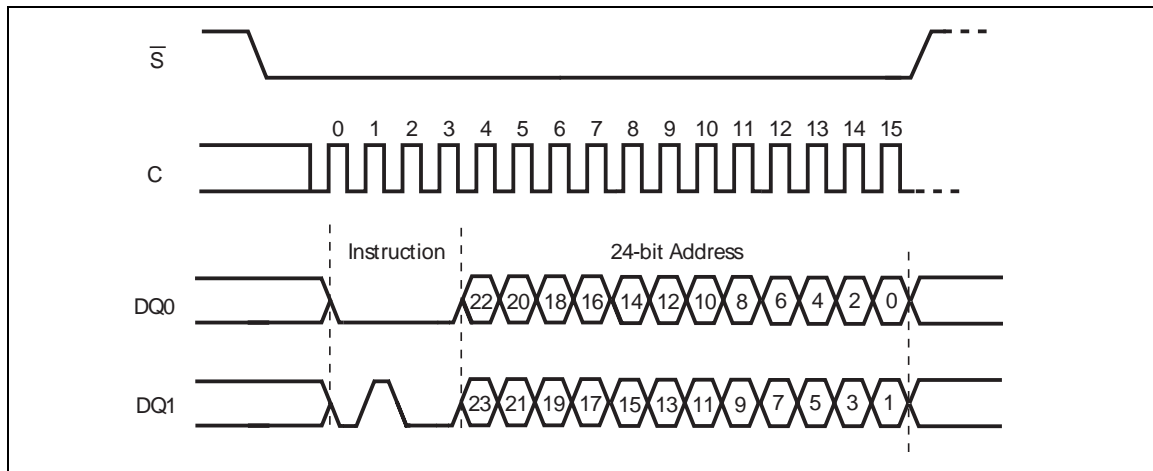 S̅
0 1 2 3 4 5 6 7 8 9 10 11 12 13 14 15
C
Instruction 24-bit Address
DQ0 22 20 18 16 14 12 10 8 6 4 2 0
DQ1 23 21 19 17 15 13 11 9 7 5 3 1